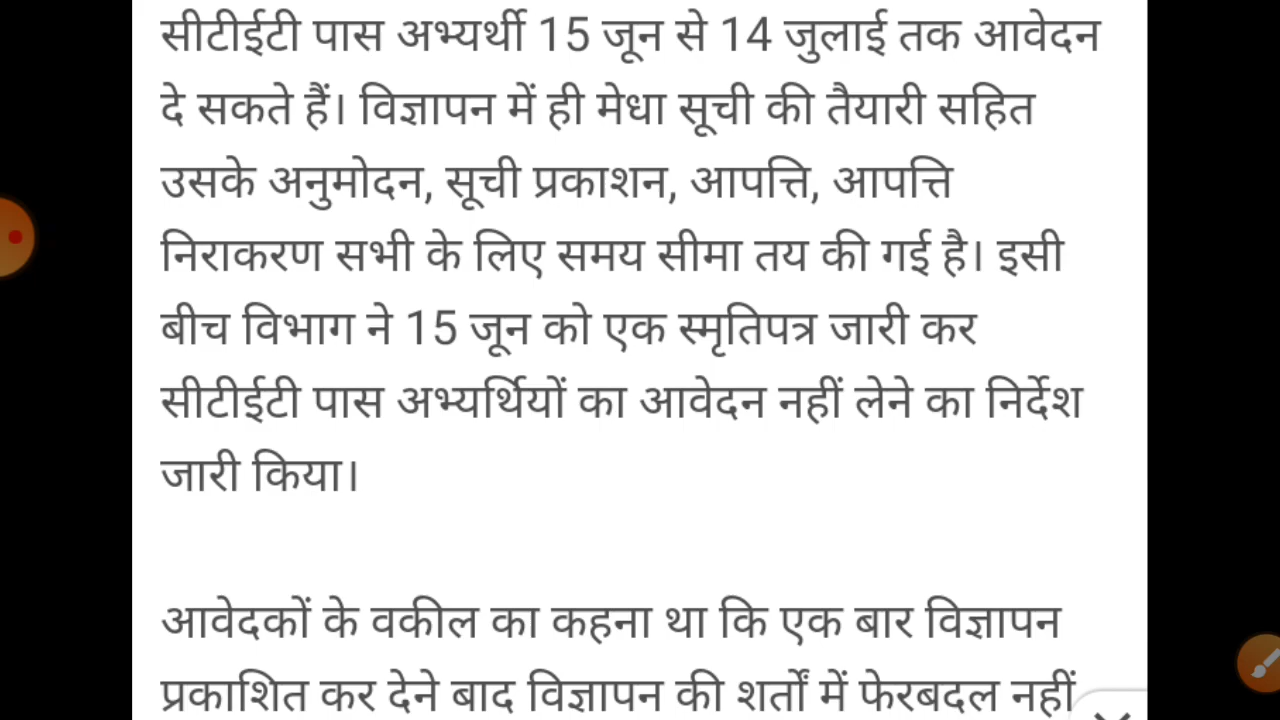 सीटीईटी पास अभ्यर्थी 15 जून से 14 जुलाई तक आवेदन
दे सकते हैं। विज्ञापन में ही मेधा सूची की तैयारी सहित
उसके अनुमोदन, सूची प्रकाशन, आपत्ति, आपत्ति
निराकरण सभी के लिए समय सीमा तय की गई है। इसी
बीच विभाग ने 15 जून को एक स्मृतिपत्र जारी कर
सीटीईटी पास अभ्यर्थियों का आवेदन नहीं लेने का निर्देश
जारी किया।
आवेदकों के वकील का कहना था कि एक बार विज्ञापन
प्रकाशित कर देने बाद विज्ञापन की शर्तों में फेरबदल नहीं